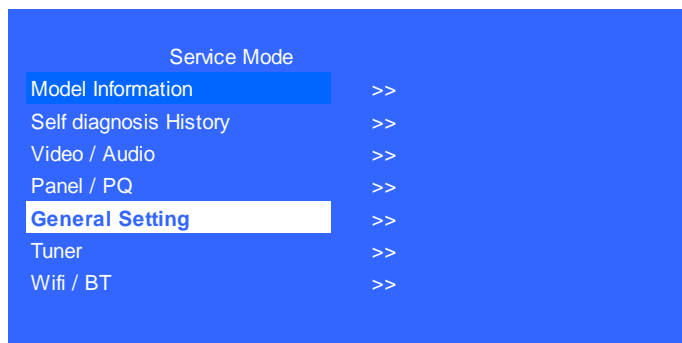 Service Mode
Model Information >>
Self diagnosis History >>
Video / Audio >>
Panel / PQ >>
General Setting >>
Tuner >>
Wifi / BT >>